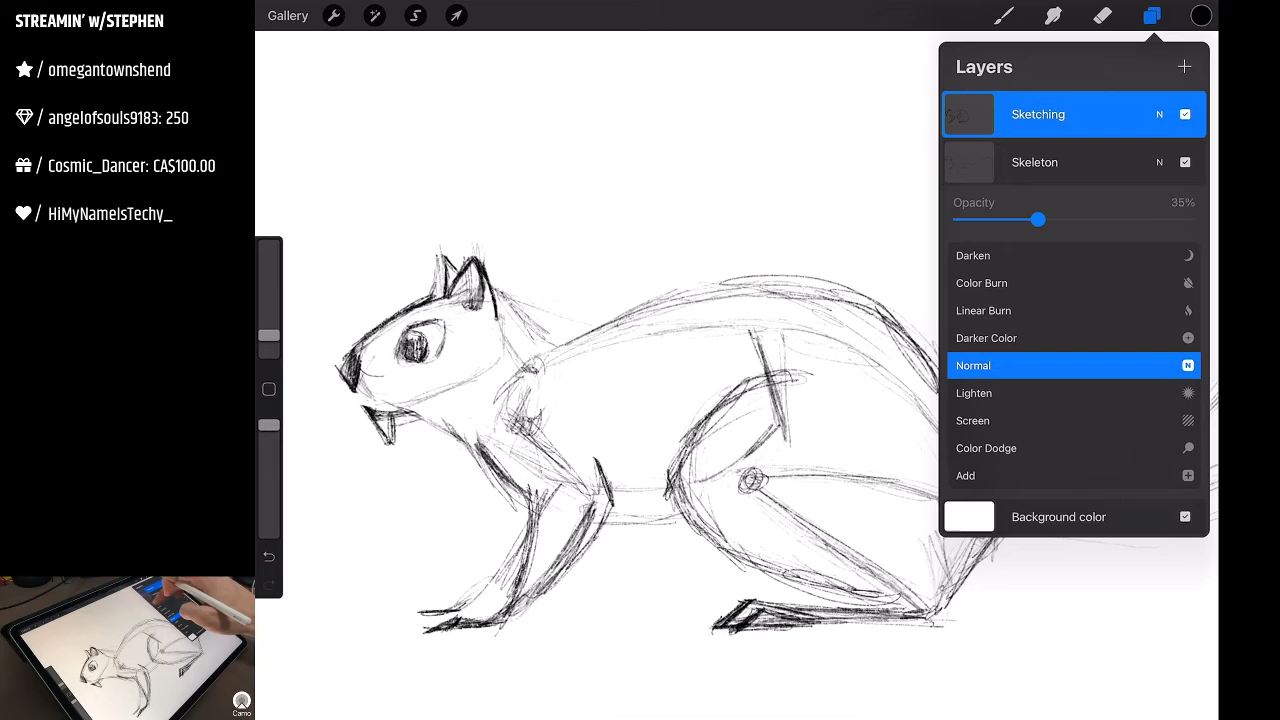 STREAMIN' w/STEPHEN
/ omegantownshend
/ angelofsouls9183: 250
/ Cosmic_Dancer: CA$100.00
/ HiMyNameIsTechy_
Gallery
Layers
Sketching N
Skeleton N
Opacity 35%
Darken
Color Burn
Linear Burn
Darker Color
Normal N
Lighten
Screen
Color Dodge
Add
Background color
Camo